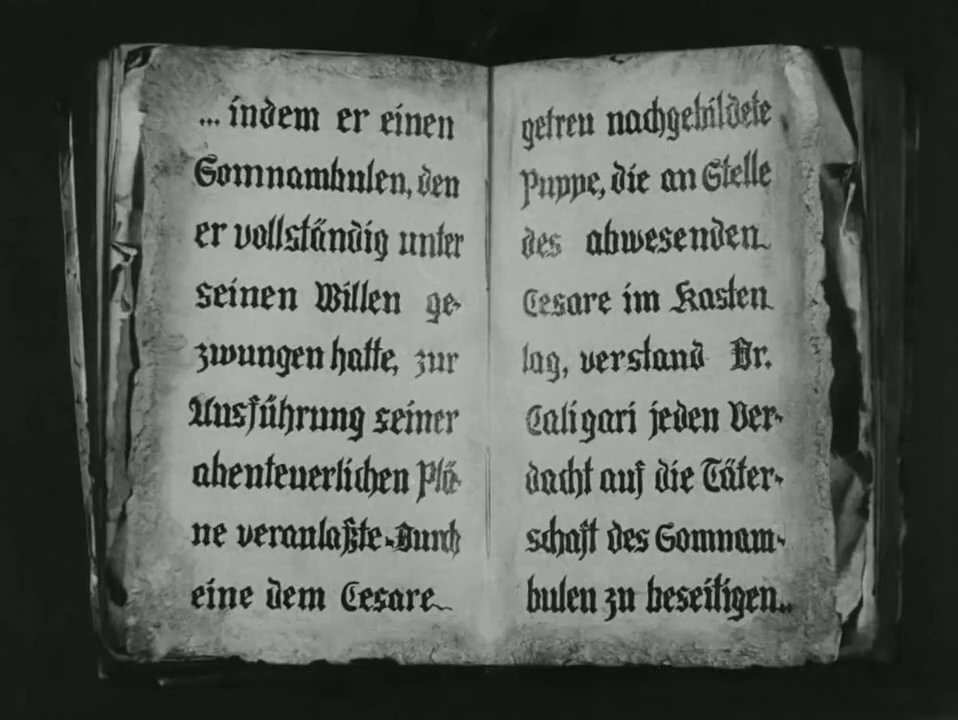 ... indem er einen
Somnambulen, den
er vollständig unter
seinen Willen ge-
zwungen hatte, zur
Ausführung seiner
abenteuerlichen Plä-
ne veranlaßte. Durch
eine dem Cesare
getreu nachgebildete
Puppe, die an Stelle
des abwesenden
Cesare im Kasten
lag, verstand Dr.
Caligari jeden Ver-
dacht auf die Täter-
schaft des Somnam-
bulen zu beseitigen..